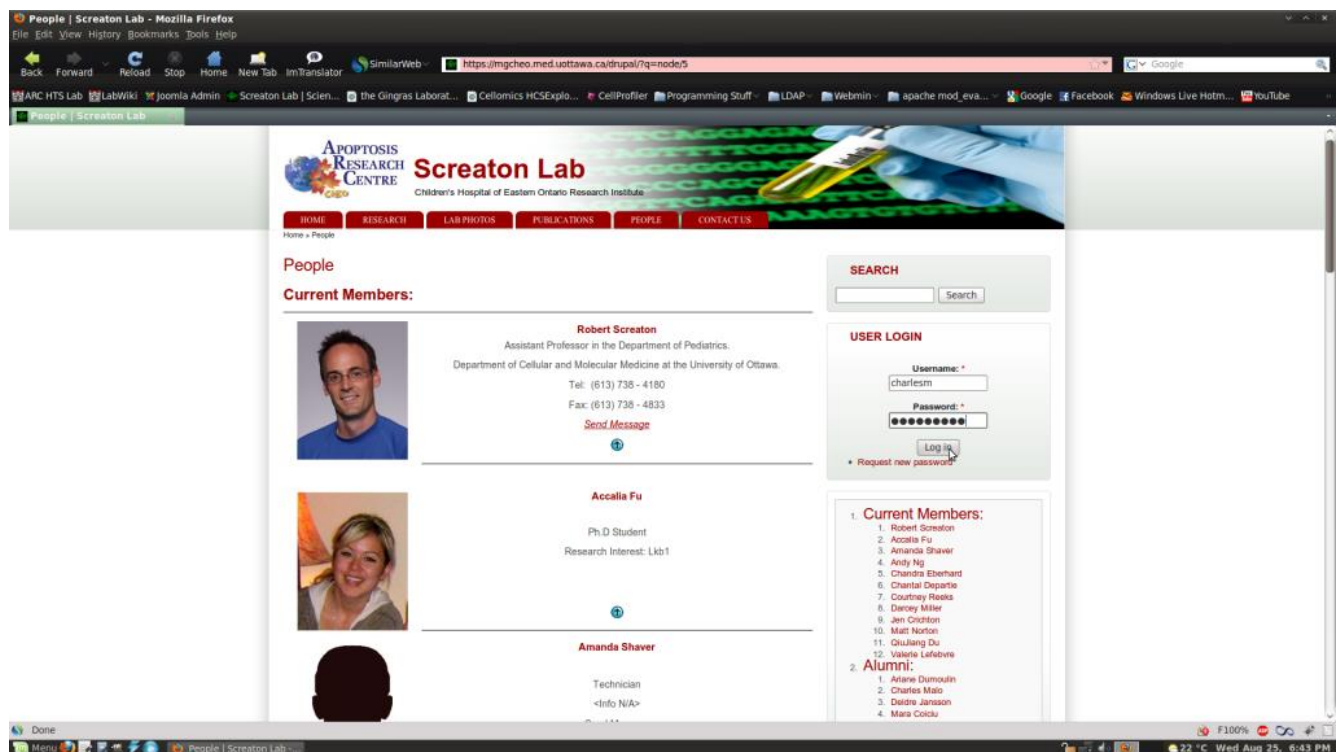 People | Screaton Lab - Mozilla Firefox
File Edit View History Bookmarks Tools Help
Back Forward Reload Stop Home New Tab ImTranslator SimilarWeb https://mgcheo.med.uottawa.ca/drupal/?q=node/5 Google
ARC HTS Lab LabWiki Joomla Admin Screaton Lab | Scien... the Gingras Laborat... Cellomics HCSExplo... CellProfiler Programming Stuff LDAP Webmin apache mod_eva... Google Facebook Windows Live Hotm... YouTube
People | Screaton Lab
APOPTOSIS
RESEARCH
CENTRE
Screaton Lab
Children's Hospital of Eastern Ontario Research Institute
HOME RESEARCH LAB PHOTOS PUBLICATIONS PEOPLE CONTACT US
Home » People
People
Current Members:
Robert Screaton
Assistant Professor in the Department of Pediatrics.
Department of Cellular and Molecular Medicine at the University of Ottawa.
Tel: (613) 738 - 4180
Fax: (613) 738 - 4833
Send Message
Accalia Fu
Ph.D Student
Research Interest: Lkb1
Amanda Shaver
Technician
<Info N/A>
SEARCH
Search
USER LOGIN
Username: *
charlesm
Password: *
Log in
Request new password
1. Current Members:
1. Robert Screaton
2. Accalia Fu
3. Amanda Shaver
4. Andy Ng
5. Chandra Eberhard
6. Chantal Departie
7. Courtney Reeks
8. Darcey Miller
9. Jen Crichton
10. Matt Norton
11. QiuJiang Du
12. Valerie Lefebvre
2. Alumni:
1. Ariane Dumoulin
2. Charles Malo
3. Deidre Jansson
4. Mara Coiciu
Done F100%
Menu People | Screaton Lab -... 22 °C Wed Aug 25, 6:43 PM